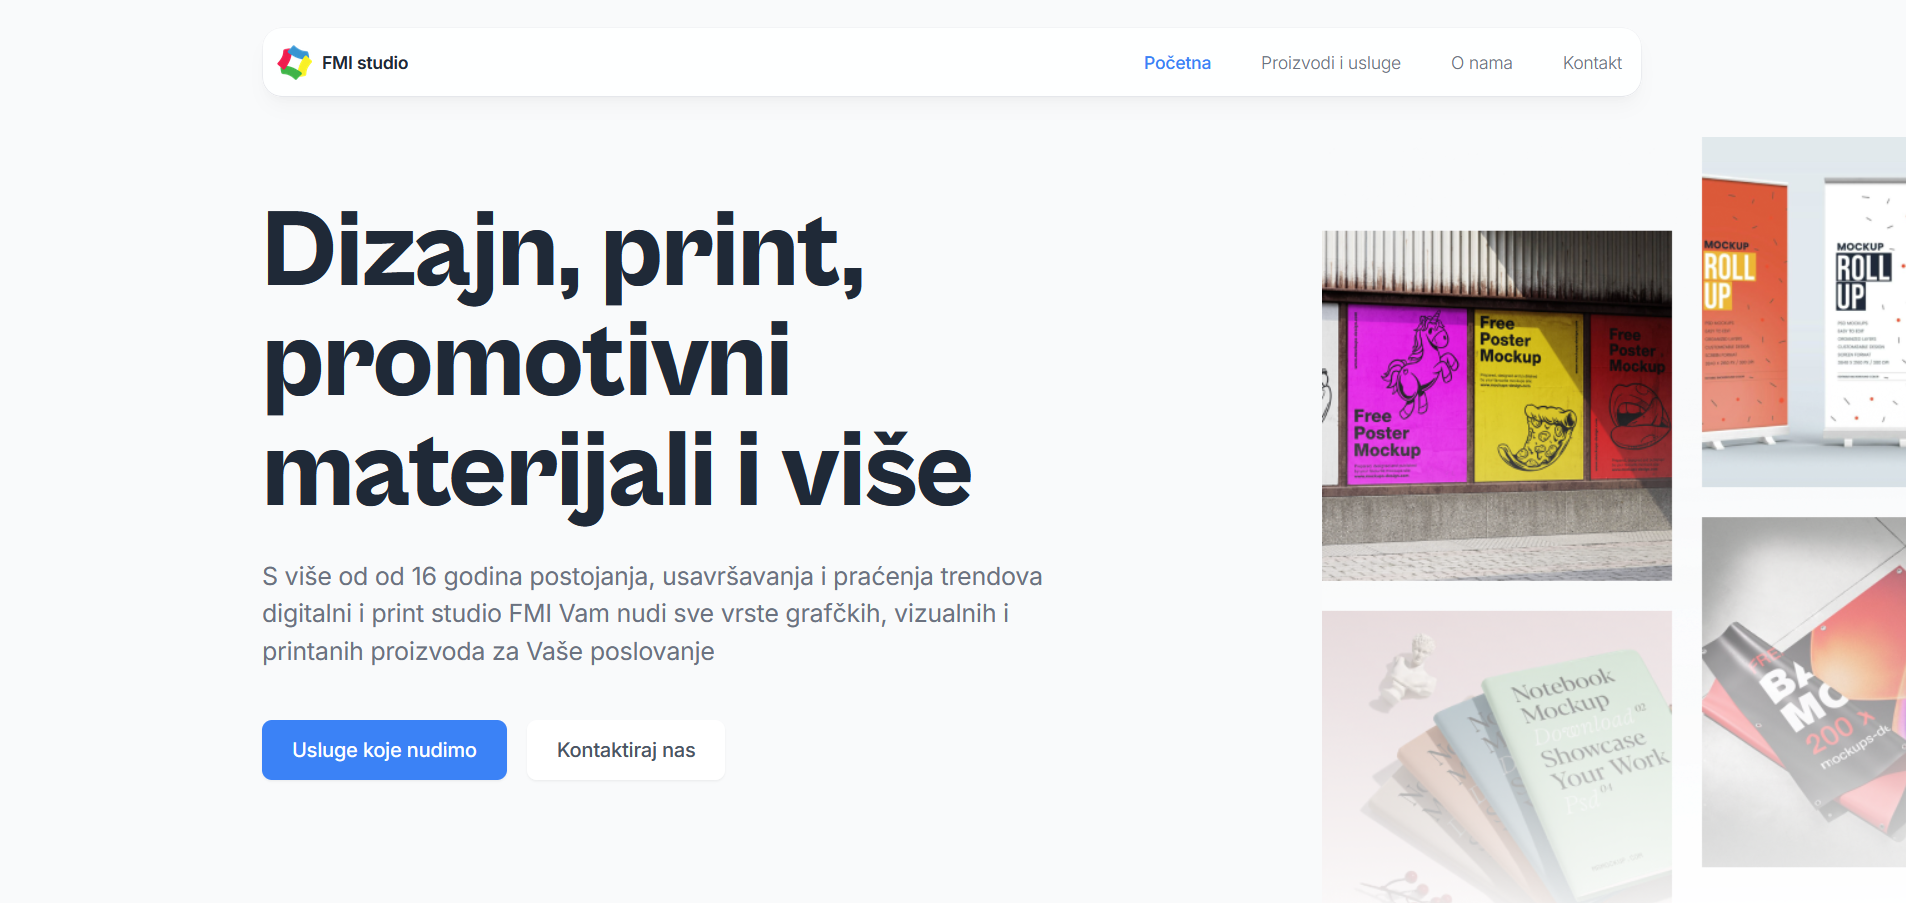 FMI studio
Početna
Proizvodi i usluge
O nama
Kontakt
Dizajn, print,
promotivni
materijali i više
S više od od 16 godina postojanja, usavršavanja i praćenja trendova
digitalni i print studio FMI Vam nudi sve vrste grafčkih, vizualnih i
printanih proizvoda za Vaše poslovanje
Usluge koje nudimo
Kontaktiraj nas
Free
Poster
Mockup
Free
Poster
Mockup
Free
Poster
Mockup
MOCKUP
ROLL
UP
MOCKUP
ROLL
UP
Notebook
Mockup
Download 02
Showcase
Your Work
Psd 04
BA
MO
200 x